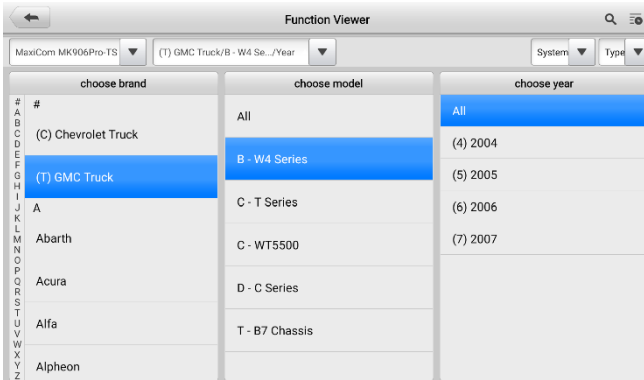 Function Viewer
MaxiCom MK906Pro-TS
(T) GMC Truck/B - W4 Se.../Year
System
Type
choose brand
#
A
B
C
D
E
F
G
H
I
J
K
L
M
N
O
P
Q
R
S
T
U
V
W
X
Y
Z
#
(C) Chevrolet Truck
(T) GMC Truck
A
Abarth
Acura
Alfa
Alpheon
choose model
All
B - W4 Series
C - T Series
C - WT5500
D - C Series
T - B7 Chassis
choose year
All
(4) 2004
(5) 2005
(6) 2006
(7) 2007